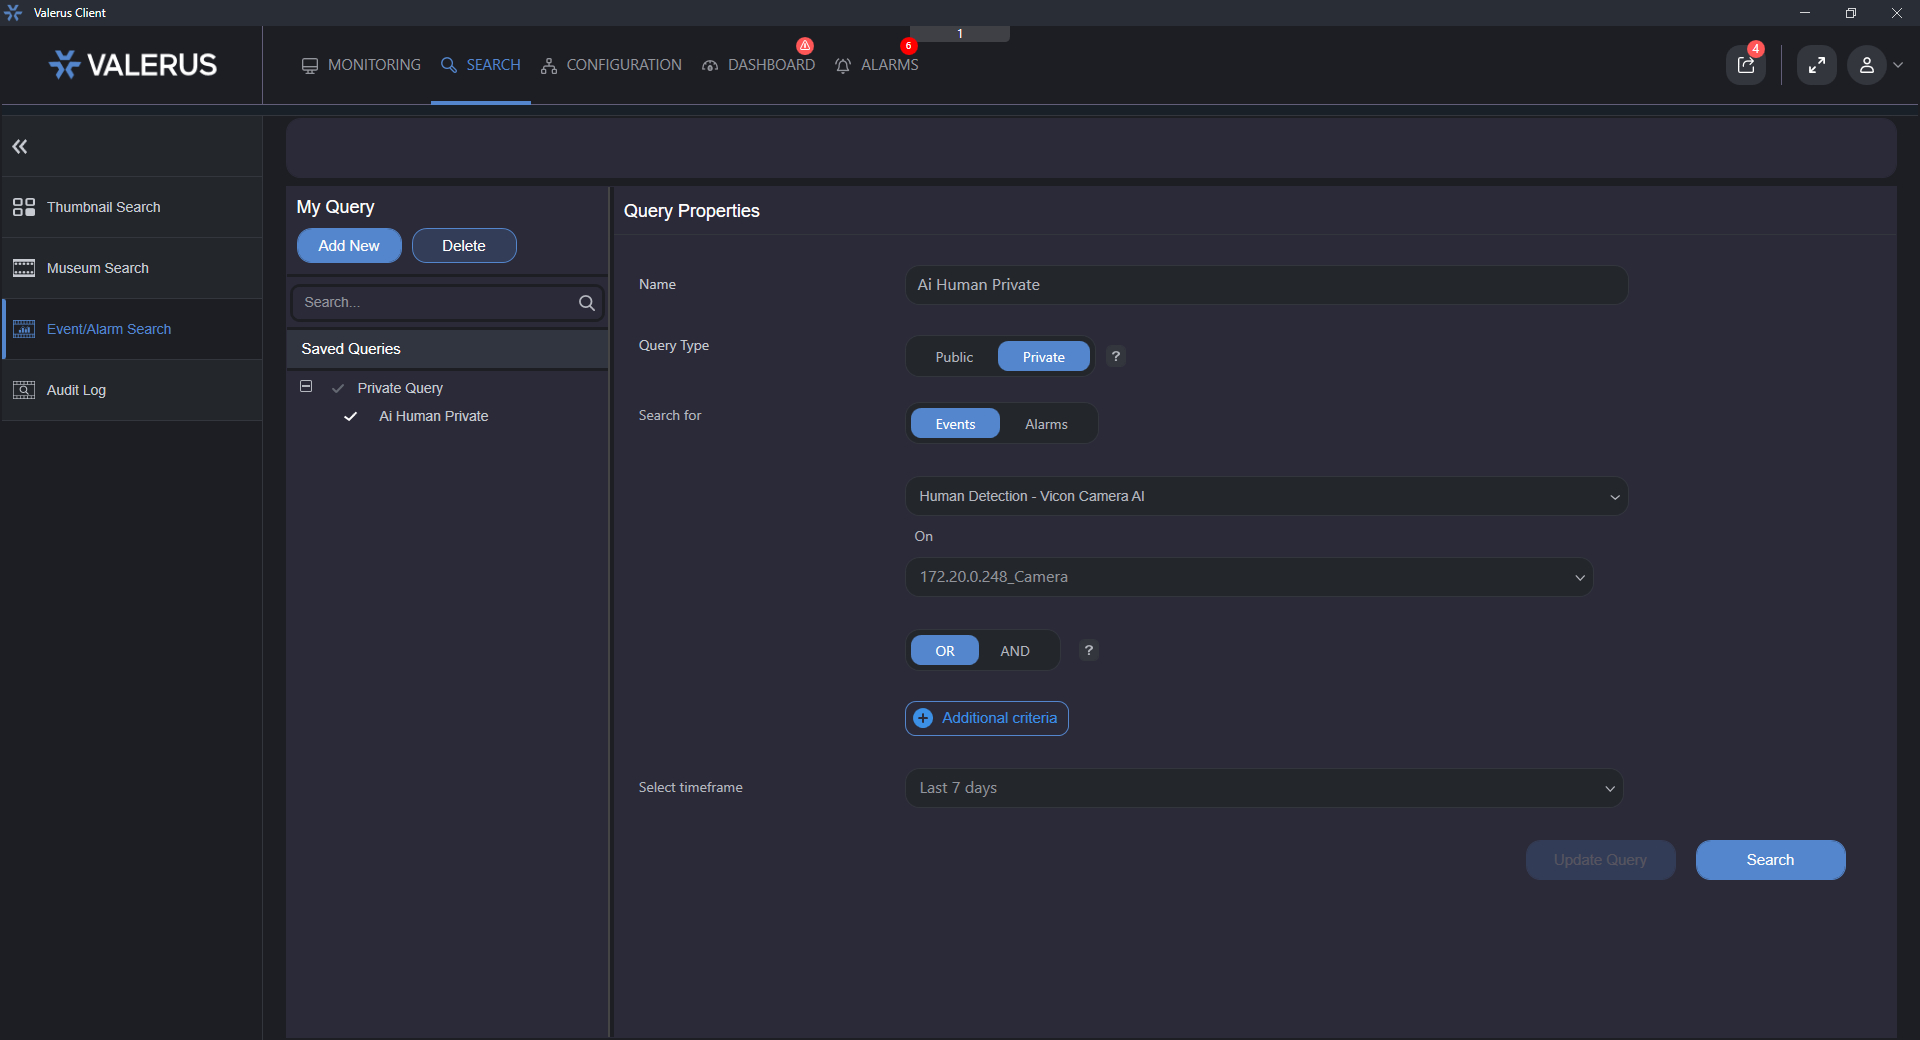 Valerus Client
1
VALERUS
MONITORING
SEARCH
CONFIGURATION
DASHBOARD
ALARMS
6
4
Thumbnail Search
Museum Search
Event/Alarm Search
Audit Log
My Query
Add New
Delete
Search...
Saved Queries
Private Query
Ai Human Private
Query Properties
Name
Ai Human Private
Query Type
Public
Private
?
Search for
Events
Alarms
Human Detection - Vicon Camera AI
On
172.20.0.248_Camera
OR
AND
?
Additional criteria
Select timeframe
Last 7 days
Update Query
Search